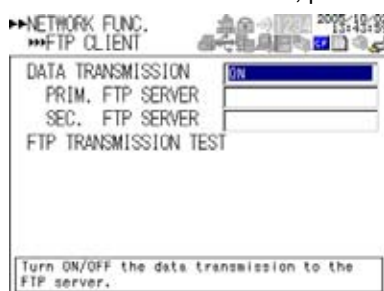 NETWORK FUNC.
FTP CLIENT
DATA TRANSMISSION ON
PRIM. FTP SERVER
SEC. FTP SERVER
FTP TRANSMISSION TEST
Turn ON/OFF the data transmission to the
FTP server.